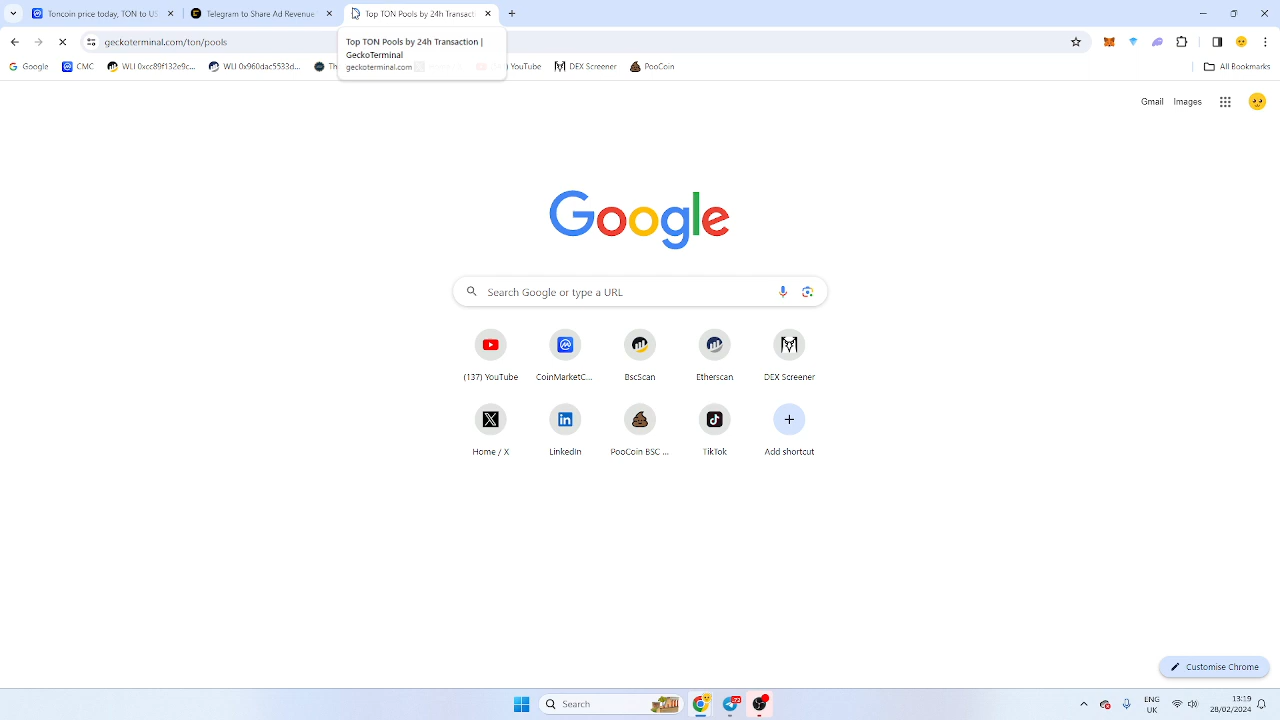 Toncoin price today, TON to US
Telegram to Share Ad Revenue
Top TON Pools by 24h Transact
geckoterminal.com/ton/pools
Top TON Pools by 24h Transaction |
GeckoTerminal
geckoterminal.com
Google
CMC
WLI 0xcc89f132e9c...
WLI 0x960dac5533d...
Th
YouTube
DEX Screener
PooCoin
All Bookmarks
Gmail
Images
Google
Search Google or type a URL
(137) YouTube
CoinMarketC...
BscScan
Etherscan
DEX Screener
Home / X
LinkedIn
PooCoin BSC ...
TikTok
Add shortcut
Customise Chrome
Search
ENG
UK
13:19
28/02/2024